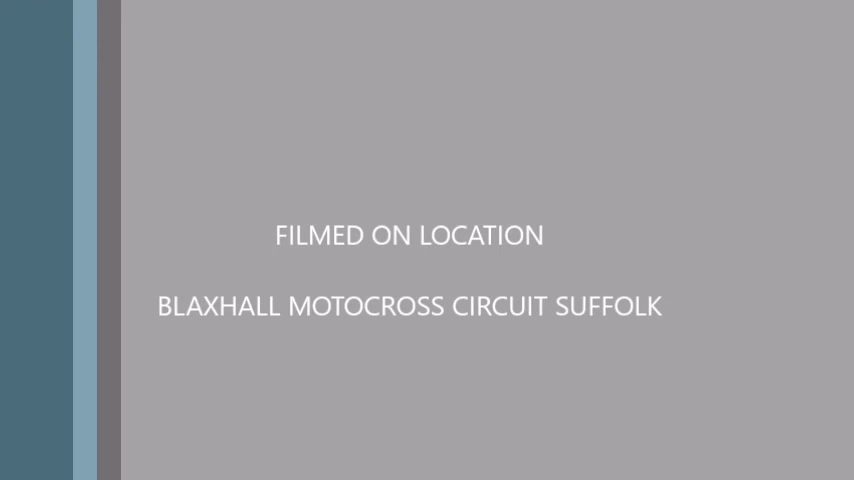 FILMED ON LOCATION
BLAXHALL MOTOCROSS CIRCUIT SUFFOLK